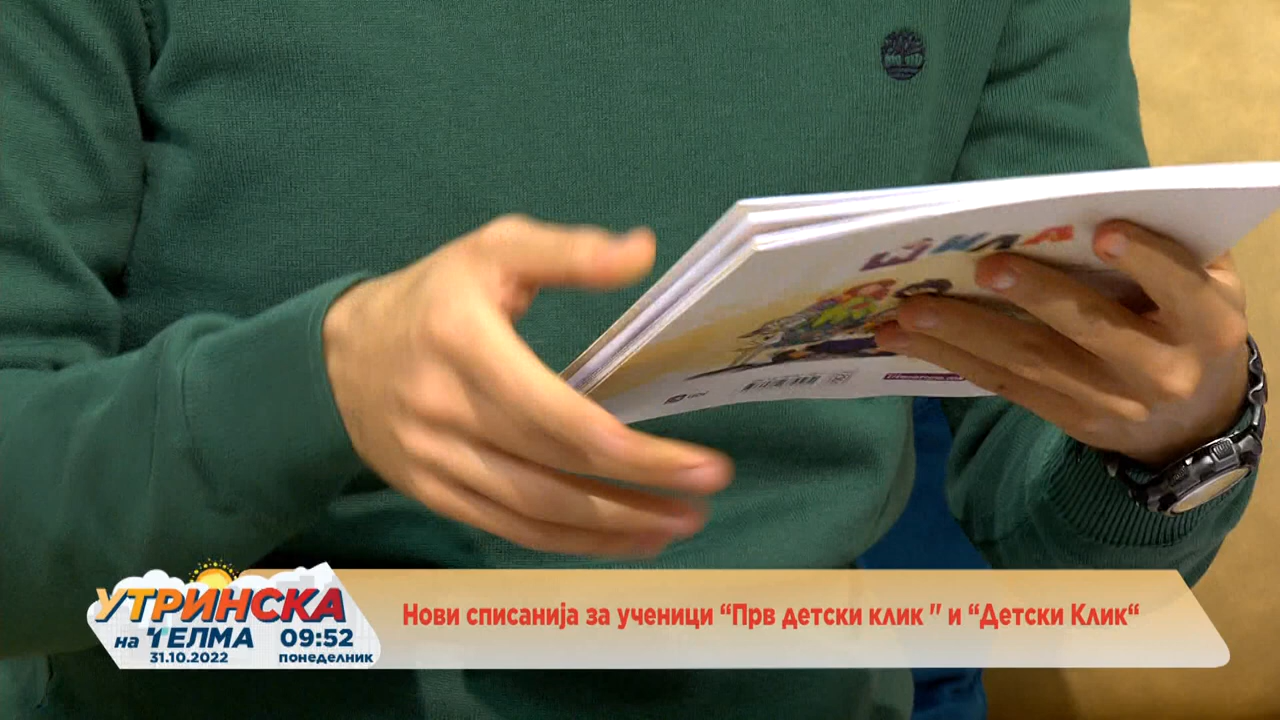 УТРИНСКА
на ТЕЛМА
09:52
31.10.2022
понеделник
Нови списанија за ученици “Прв детски клик " и “Детски Клик“